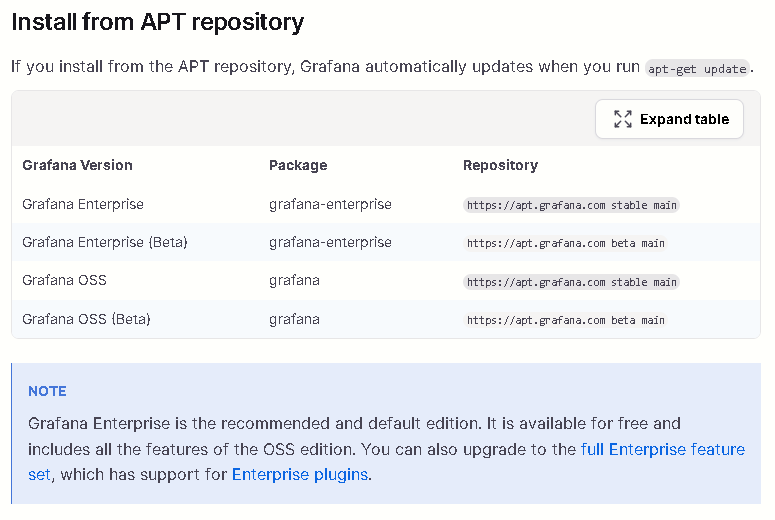 Install from APT repository
If you install from the APT repository, Grafana automatically updates when you run apt-get update.
Expand table
Grafana Version Package Repository
Grafana Enterprise grafana-enterprise https://apt.grafana.com stable main
Grafana Enterprise (Beta) grafana-enterprise https://apt.grafana.com beta main
Grafana OSS grafana https://apt.grafana.com stable main
Grafana OSS (Beta) grafana https://apt.grafana.com beta main
NOTE
Grafana Enterprise is the recommended and default edition. It is available for free and
includes all the features of the OSS edition. You can also upgrade to the full Enterprise feature
set, which has support for Enterprise plugins.